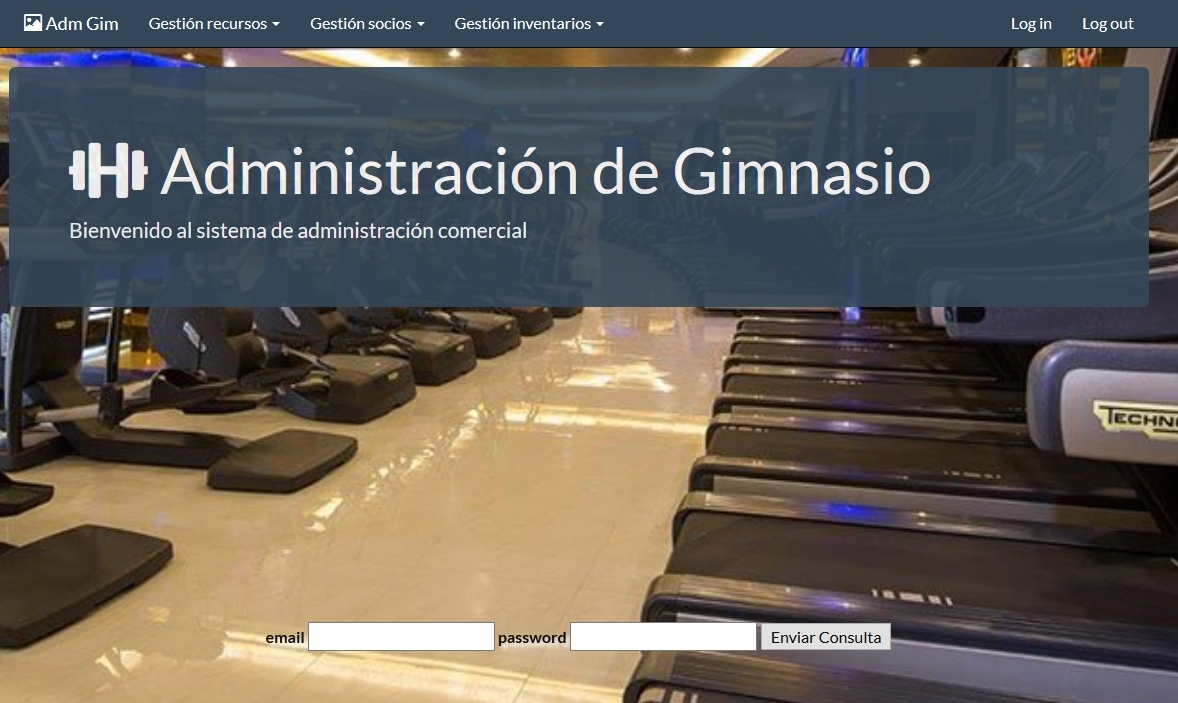 Adm Gim Gestión recursos Gestión socios Gestión inventarios Log in Log out
Administración de Gimnasio
Bienvenido al sistema de administración comercial
email password Enviar Consulta